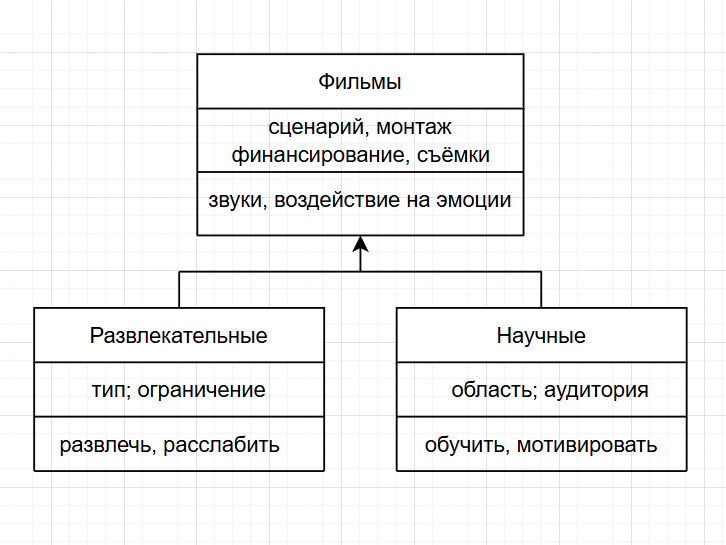 Фильмы
сценарий, монтаж
финансирование, съёмки
звуки, воздействие на эмоции
Развлекательные
тип; ограничение
развлечь, расслабить
Научные
область; аудитория
обучить, мотивировать